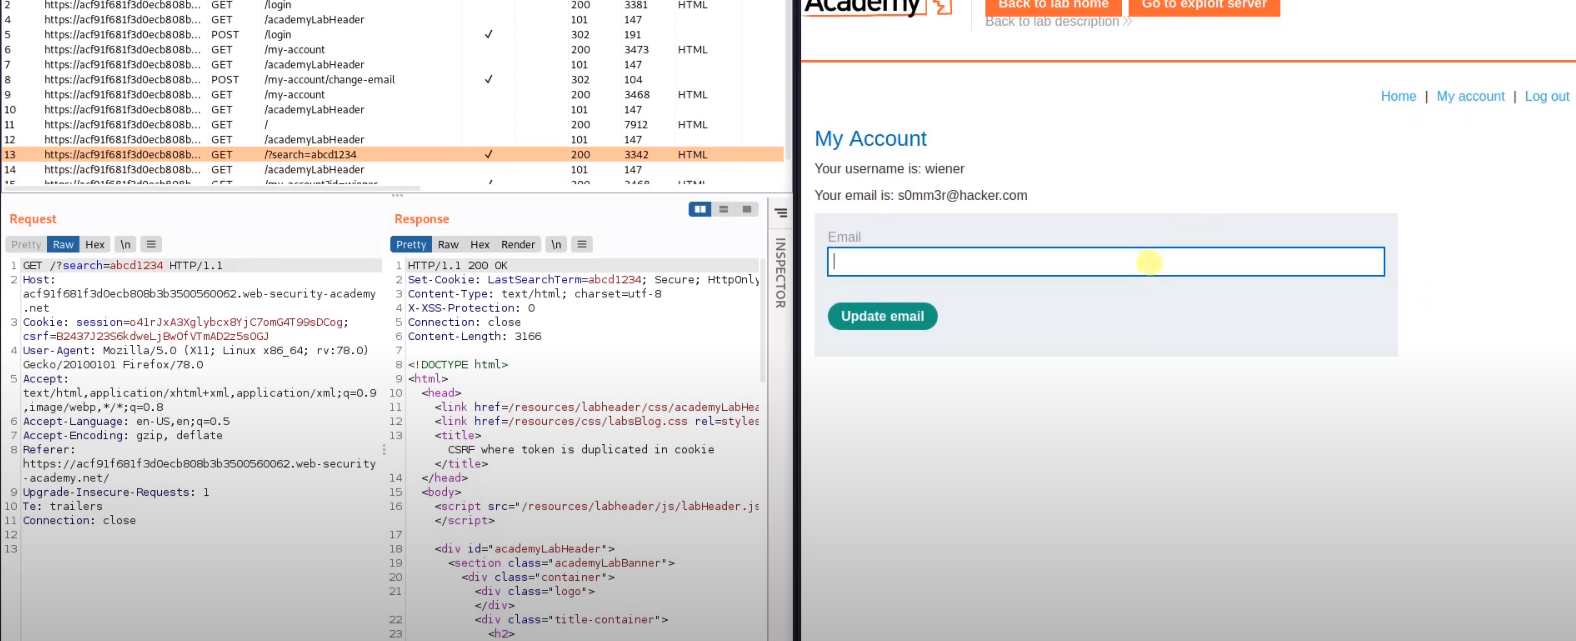 2 https://acf91f681f3d0ecb808b... GET /login 200 3381 HTML
4 https://acf91f681f3d0ecb808b... GET /academyLabHeader 101 147
5 https://acf91f681f3d0ecb808b... POST /login ✓ 302 191
6 https://acf91f681f3d0ecb808b... GET /my-account 200 3473 HTML
7 https://acf91f681f3d0ecb808b... GET /academyLabHeader 101 147
8 https://acf91f681f3d0ecb808b... POST /my-account/change-email ✓ 302 104
9 https://acf91f681f3d0ecb808b... GET /my-account 200 3468 HTML
10 https://acf91f681f3d0ecb808b... GET /academyLabHeader 101 147
11 https://acf91f681f3d0ecb808b... GET / 200 7912 HTML
12 https://acf91f681f3d0ecb808b... GET /academyLabHeader 101 147
13 https://acf91f681f3d0ecb808b... GET /?search=abcd1234 ✓ 200 3342 HTML
14 https://acf91f681f3d0ecb808b... GET /academyLabHeader 101 147
15 https://acf91f681f3d0ecb808b... GET /my-account?id=wiener ✓ 200 3468 HTML
Request
Pretty Raw Hex \n
1 GET /?search=abcd1234 HTTP/1.1
2 Host:
acf91f681f3d0ecb808b3b3500560062.web-security-academy
.net
3 Cookie: session=o41rJxA3Xglybcx8YjC7omG4T99sDCog;
csrf=B2437J23S6kdweLjBwOfVTmAD2z5sOGJ
4 User-Agent: Mozilla/5.0 (X11; Linux x86_64; rv:78.0)
Gecko/20100101 Firefox/78.0
5 Accept:
text/html,application/xhtml+xml,application/xml;q=0.9
,image/webp,*/*;q=0.8
6 Accept-Language: en-US,en;q=0.5
7 Accept-Encoding: gzip, deflate
8 Referer:
https://acf91f681f3d0ecb808b3b3500560062.web-security
-academy.net/
9 Upgrade-Insecure-Requests: 1
10 Te: trailers
11 Connection: close
12
13
Response
Pretty Raw Hex Render \n
1 HTTP/1.1 200 OK
2 Set-Cookie: LastSearchTerm=abcd1234; Secure; HttpOnly
3 Content-Type: text/html; charset=utf-8
4 X-XSS-Protection: 0
5 Connection: close
6 Content-Length: 3166
7
8 <!DOCTYPE html>
9 <html>
10 <head>
11 <link href=/resources/labheader/css/academyLabHea
12 <link href=/resources/css/labsBlog.css rel=styles
13 <title>
CSRF where token is duplicated in cookie
</title>
14 </head>
15 <body>
16 <script src="/resources/labheader/js/labHeader.js
</script>
17
18 <div id="academyLabHeader">
19 <section class="academyLabBanner">
20 <div class="container">
21 <div class="logo">
</div>
22 <div class="title-container">
23 <h2>
INSPECTOR
Academy
Back to lab home
Go to exploit server
Back to lab description
Home | My account | Log out
My Account
Your username is: wiener
Your email is: s0mm3r@hacker.com
Email
Update email